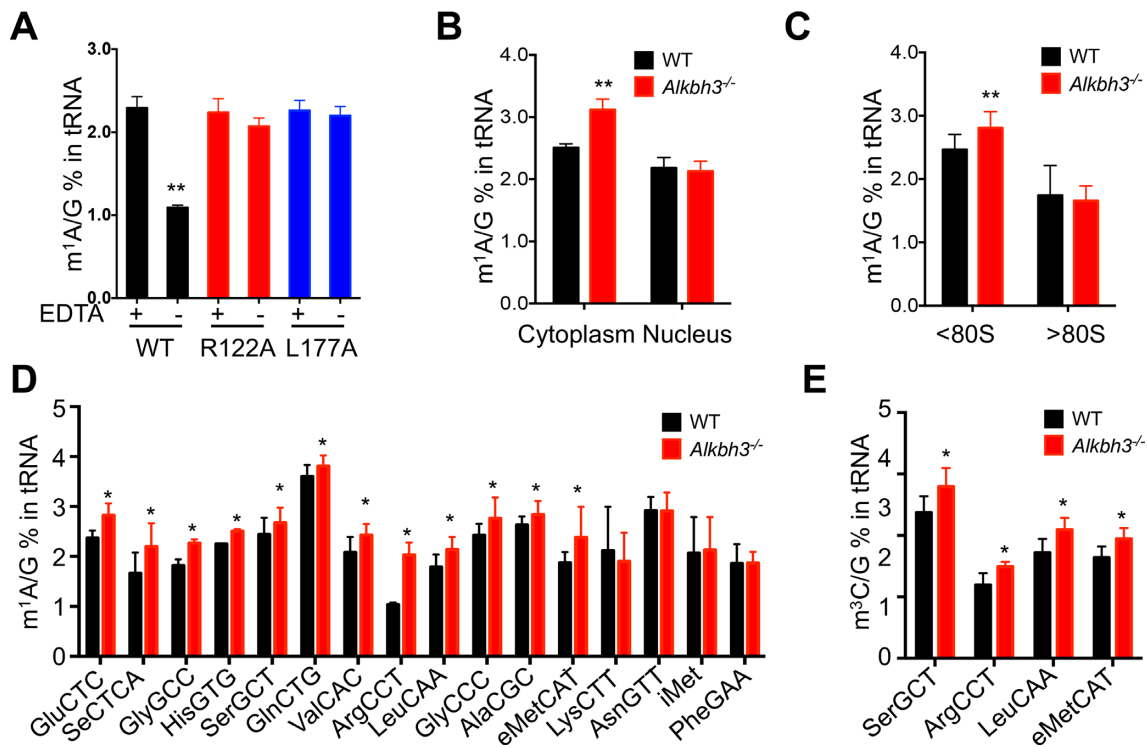 A
m¹A/G % in tRNA
3.0
2.0
1.0
0.0
**
EDTA + - + - + -
WT R122A L177A
B
m¹A/G % in tRNA
4.0
3.0
2.0
1.0
0.0
**
WT
Alkbh3-/-
Cytoplasm Nucleus
C
m¹A/G % in tRNA
4.0
3.0
2.0
1.0
0.0
**
WT
Alkbh3-/-
<80S >80S
D
m¹A/G % in tRNA
5
4
3
2
1
0
* * * * * * * * * * * *
WT
Alkbh3-/-
GluCTC
SeCTCA
GlyGCC
HisGTG
SerGCT
GlnCTG
ValCAC
ArgCCT
LeuCAA
GlyCCC
AlaCGC
eMetCAT
LysCTT
AsnGTT
iMet
PheGAA
E
m³C/G % in tRNA
5
4
3
2
1
0
* * * *
WT
Alkbh3-/-
SerGCT
ArgCCT
LeuCAA
eMetCAT